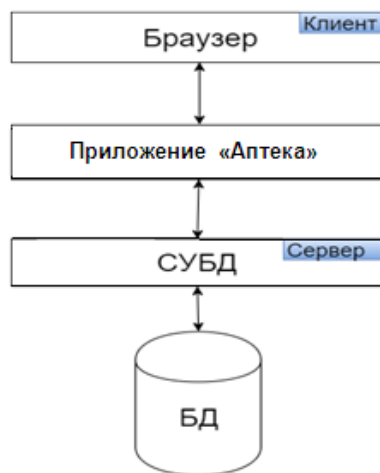 Клиент
Браузер
Приложение «Аптека»
Сервер
СУБД
БД